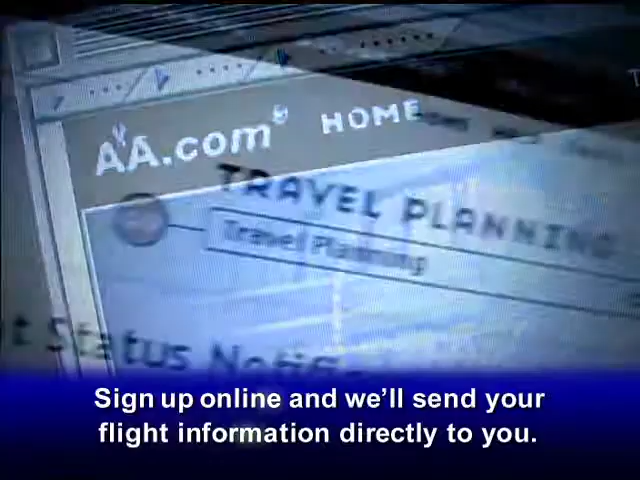 AA.com
HOME
TRAVEL PLANNING
Travel Planning
t Status Notific
Sign up online and we'll send your
flight information directly to you.